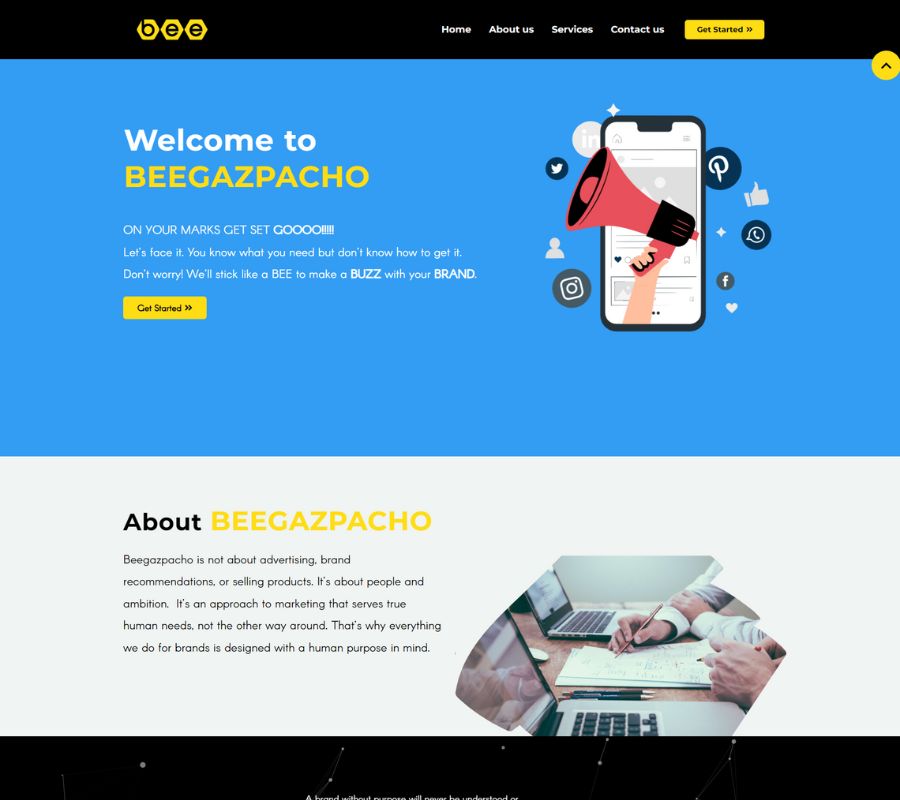 bee
Home About us Services Contact us Get Started »
in
Welcome to
BEEGAZPACHO
ON YOUR MARKS GET SET GOOOO!!!!!
Let's face it. You know what you need but don't know how to get it.
Don't worry! We'll stick like a BEE to make a BUZZ with your BRAND.
Get Started »
About BEEGAZPACHO
Beegazpacho is not about advertising, brand
recommendations, or selling products. It's about people and
ambition. It's an approach to marketing that serves true
human needs, not the other way around. That's why everything
we do for brands is designed with a human purpose in mind.
A brand without purpose will never be understood or